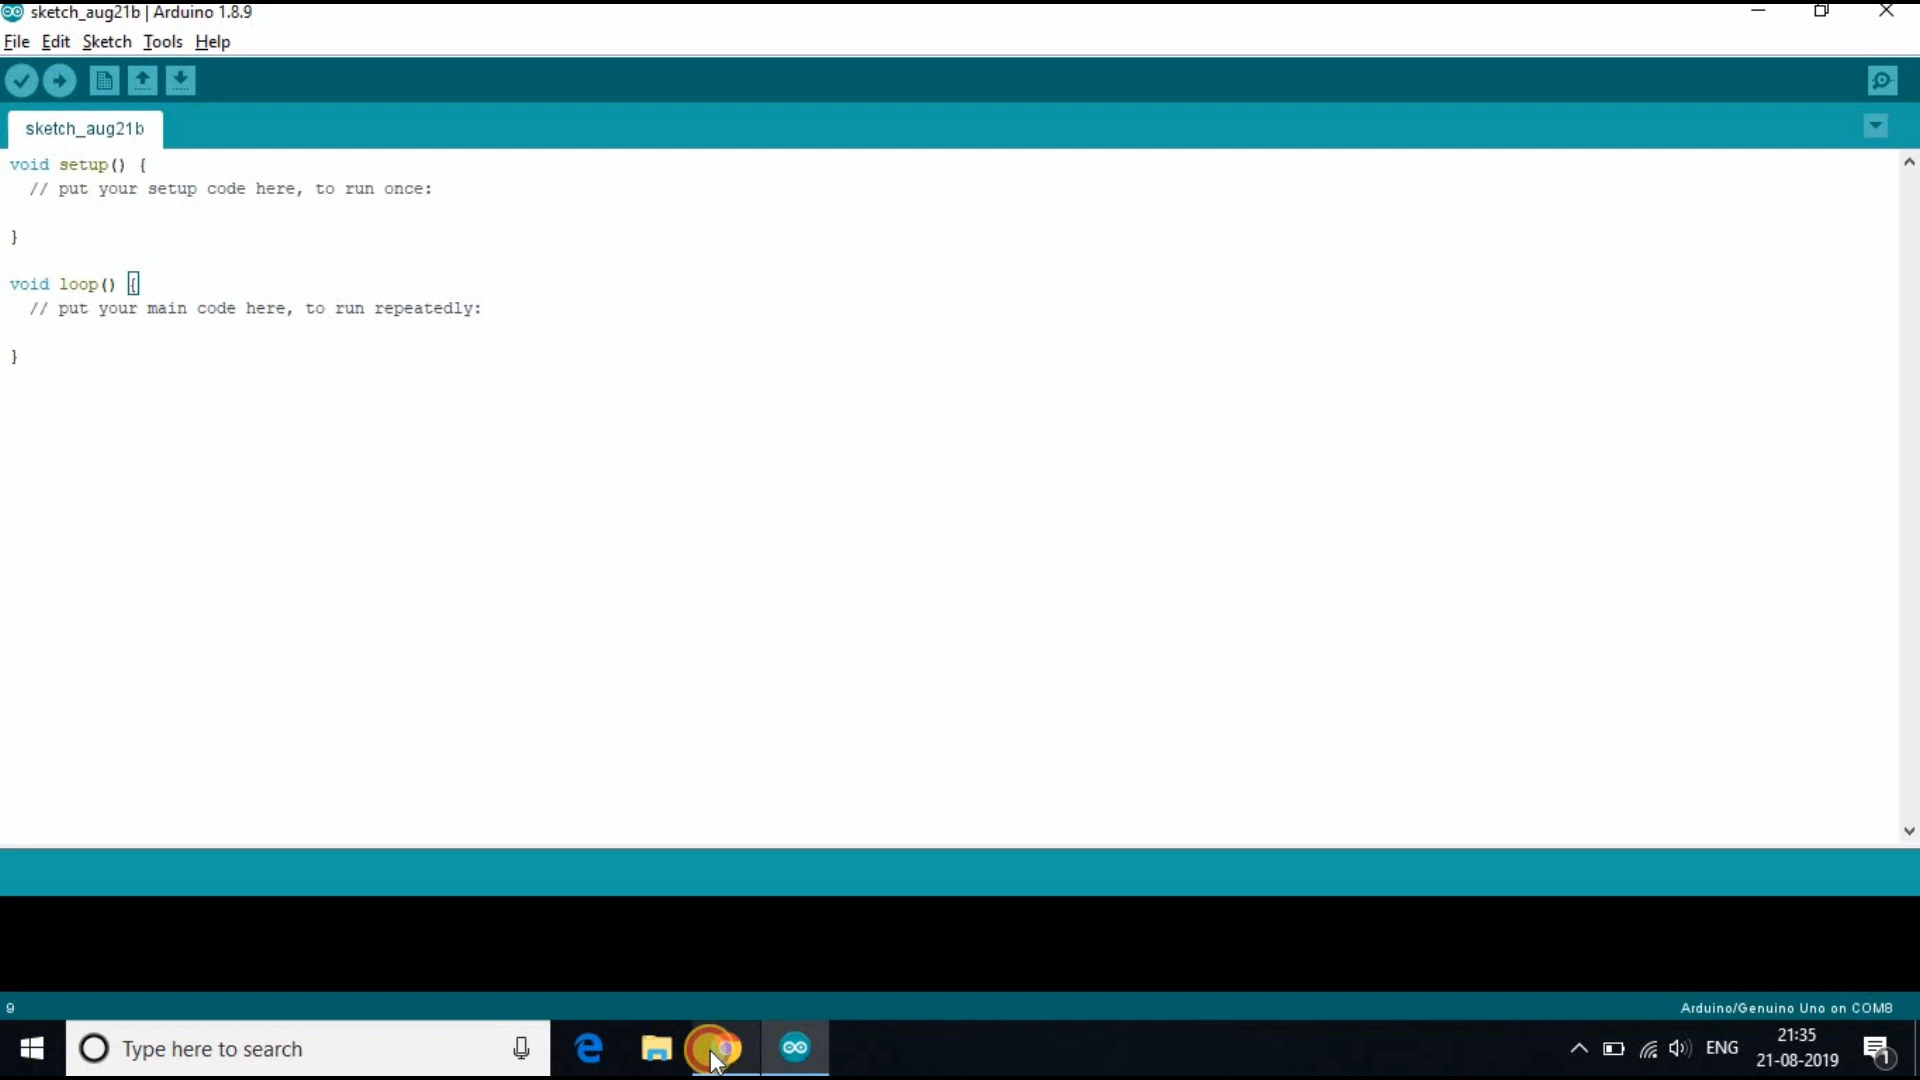 sketch_aug21b | Arduino 1.8.9
File Edit Sketch Tools Help
sketch_aug21b
void setup() {
// put your setup code here, to run once:
}
void loop() {
// put your main code here, to run repeatedly:
}
9
Arduino/Genuino Uno on COM8
Type here to search
ENG
21:35
21-08-2019
1